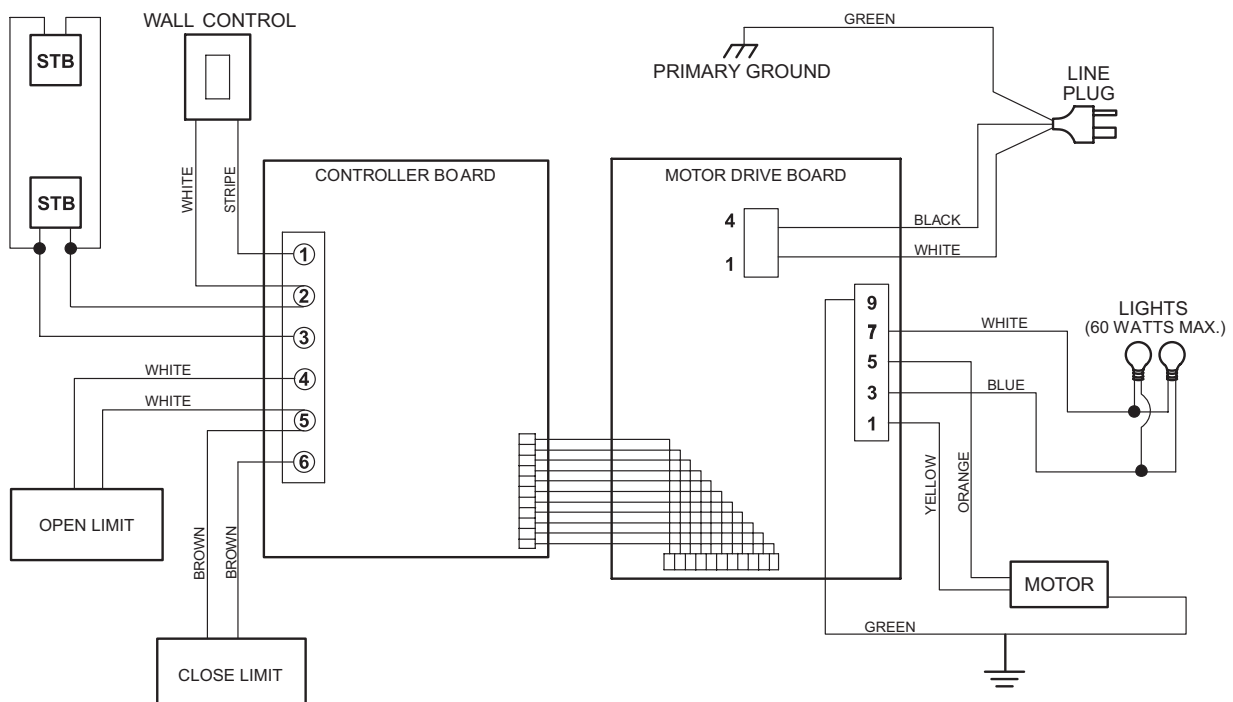 WALL CONTROL
STB
STB
WHITE
STRIPE
CONTROLLER BOARD
1
2
3
4
5
6
WHITE
WHITE
OPEN LIMIT
BROWN
BROWN
CLOSE LIMIT
GREEN
PRIMARY GROUND
LINE
PLUG
MOTOR DRIVE BOARD
4
1
BLACK
WHITE
9
7
5
3
1
WHITE
BLUE
LIGHTS
(60 WATTS MAX.)
YELLOW
ORANGE
MOTOR
GREEN